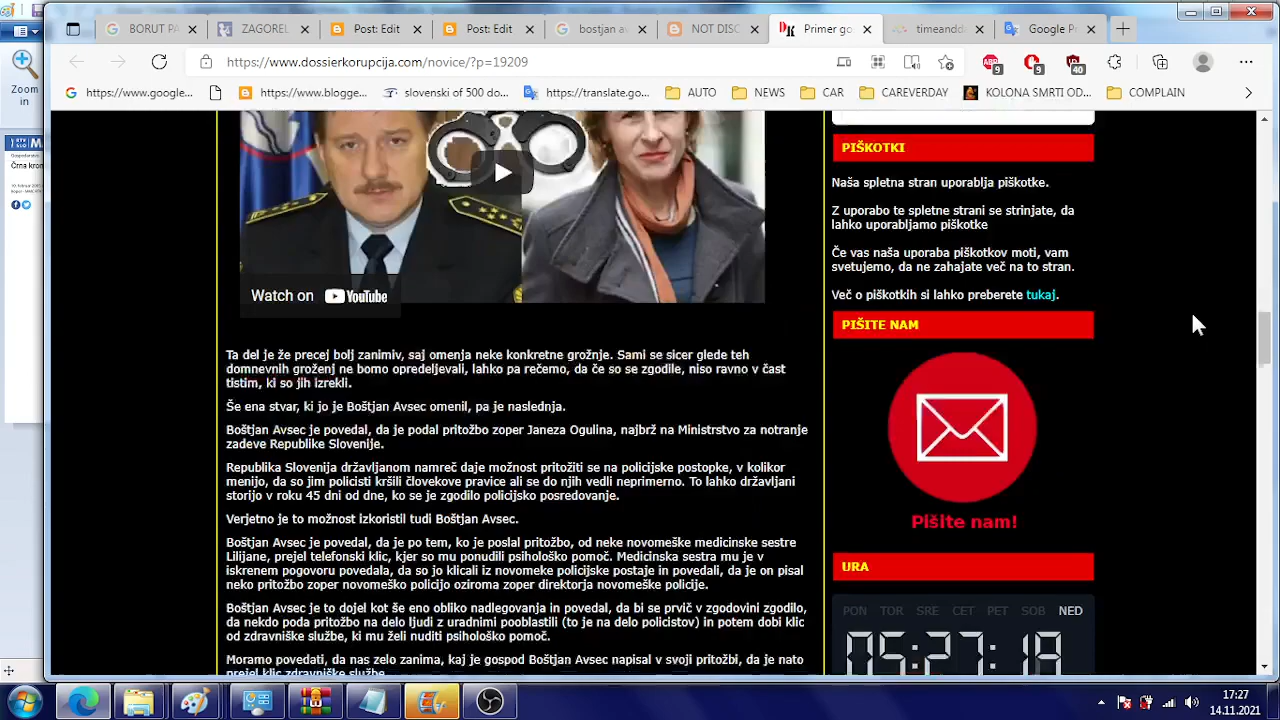 BORUT PA
ZAGOREL
Post: Edit
Post: Edit
bostjan av
NOT DISC
Primer go
timeandda
Google Pr
https://www.dossierkorupcija.com/novice/?p=19209
9
9
40
https://www.google...
https://www.blogge...
slovenski of 500 do...
https://translate.go...
AUTO
NEWS
CAR
CAREVERDAY
KOLONA SMRTI OD...
COMPLAIN
Zoom
in
Črna kron
Watch on YouTube
Ta del je že precej bolj zanimiv, saj omenja neke konkretne grožnje. Sami se sicer glede teh
domnevnih groženj ne bomo opredeljevali, lahko pa rečemo, da če so se zgodile, niso ravno v čast
tistim, ki so jih izrekli.
Še ena stvar, ki jo je Boštjan Avsec omenil, pa je naslednja.
Boštjan Avsec je povedal, da je podal pritožbo zoper Janeza Ogulina, najbrž na Ministrstvo za notranje
zadeve Republike Slovenije.
Republika Slovenija državljanom namreč daje možnost pritožiti se na policijske postopke, v kolikor
menijo, da so jim policisti kršili človekove pravice ali se do njih vedli neprimerno. To lahko državljani
storijo v roku 45 dni od dne, ko se je zgodilo policijsko posredovanje.
Verjetno je to možnost izkoristil tudi Boštjan Avsec.
Boštjan Avsec je povedal, da je po tem, ko je poslal pritožbo, od neke novomeške medicinske sestre
Lilijane, prejel telefonski klic, kjer so mu ponudili psihološko pomoč. Medicinska sestra mu je v
iskrenem pogovoru povedala, da so jo klicali iz novomeke policijske postaje in povedali, da je on pisal
neko pritožbo zoper novomeško policijo oziroma zoper direktorja novomeške policije.
Boštjan Avsec je to dojel kot še eno obliko nadlegovanja in povedal, da bi se prvič v zgodovini zgodilo,
da nekdo poda pritožbo na delo ljudi z uradnimi pooblastili (to je na delo policistov) in potem dobi klic
od zdravniške službe, ki mu želi nuditi psihološko pomoč.
Moramo povedati, da nas zelo zanima, kaj je gospod Boštjan Avsec napisal v svoji pritožbi, da je nato
prejel klic zdravniške službe.
PIŠKOTKI
Naša spletna stran uporablja piškotke.
Z uporabo te spletne strani se strinjate, da
lahko uporabljamo piškotke
Če vas naša uporaba piškotkov moti, vam
svetujemo, da ne zahajate več na to stran.
Več o piškotkih si lahko preberete tukaj.
PIŠITE NAM
Pišite nam!
URA
PON TOR SRE ČET PET SOB NED
05:27:19
17:27
14.11.2021